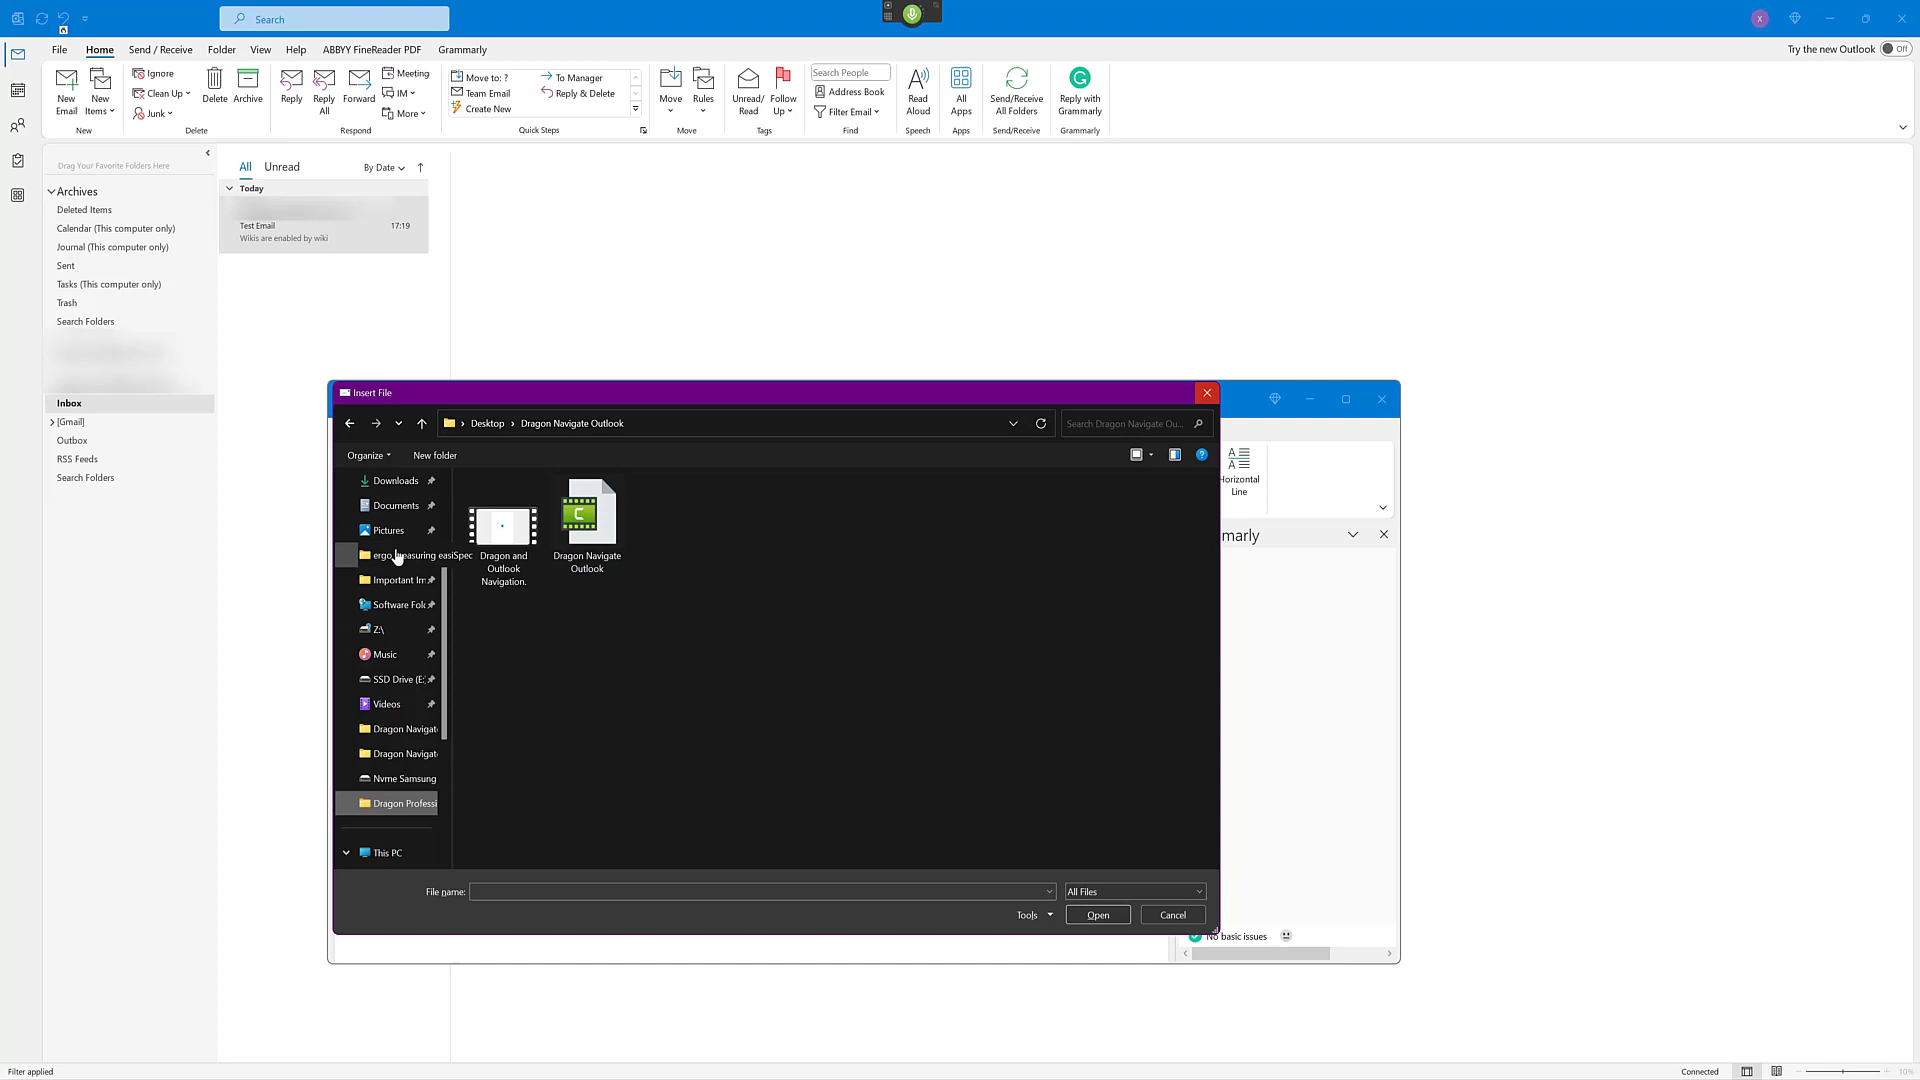 Search
File Home Send / Receive Folder View Help ABBYY FineReader PDF Grammarly
Try the new Outlook Off
New Email
New Items
New
Ignore
Clean Up
Junk
Delete
Archive
Delete
Reply
Reply All
Forward
Meeting
IM
More
Respond
Move to: ?
Team Email
Create New
To Manager
Reply & Delete
Quick Steps
Move
Rules
Move
Unread/ Read
Follow Up
Tags
Search People
Address Book
Filter Email
Find
Read Aloud
Speech
All Apps
Apps
Send/Receive All Folders
Send/Receive
Reply with Grammarly
Grammarly
Drag Your Favorite Folders Here
Archives
Deleted Items
Calendar (This computer only)
Journal (This computer only)
Sent
Tasks (This computer only)
Trash
Search Folders
Inbox
[Gmail]
Outbox
RSS Feeds
Search Folders
All Unread By Date
Today
Test Email 17:19
Wikis are enabled by wiki
Insert File
Desktop > Dragon Navigate Outlook
Search Dragon Navigate Ou...
Organize New folder
Downloads
Documents
Pictures
ergo measuring easiSpec
Important Im
Software Fol
Z:\
Music
SSD Drive (E:
Videos
Dragon Navigat
Dragon Navigat
Nvme Samsung
Dragon Professi
This PC
Dragon and
Outlook
Navigation.
Dragon Navigate
Outlook
File name:
All Files
Tools Open Cancel
Horizontal
Line
marly
No basic issues
Filter applied
Connected
10%